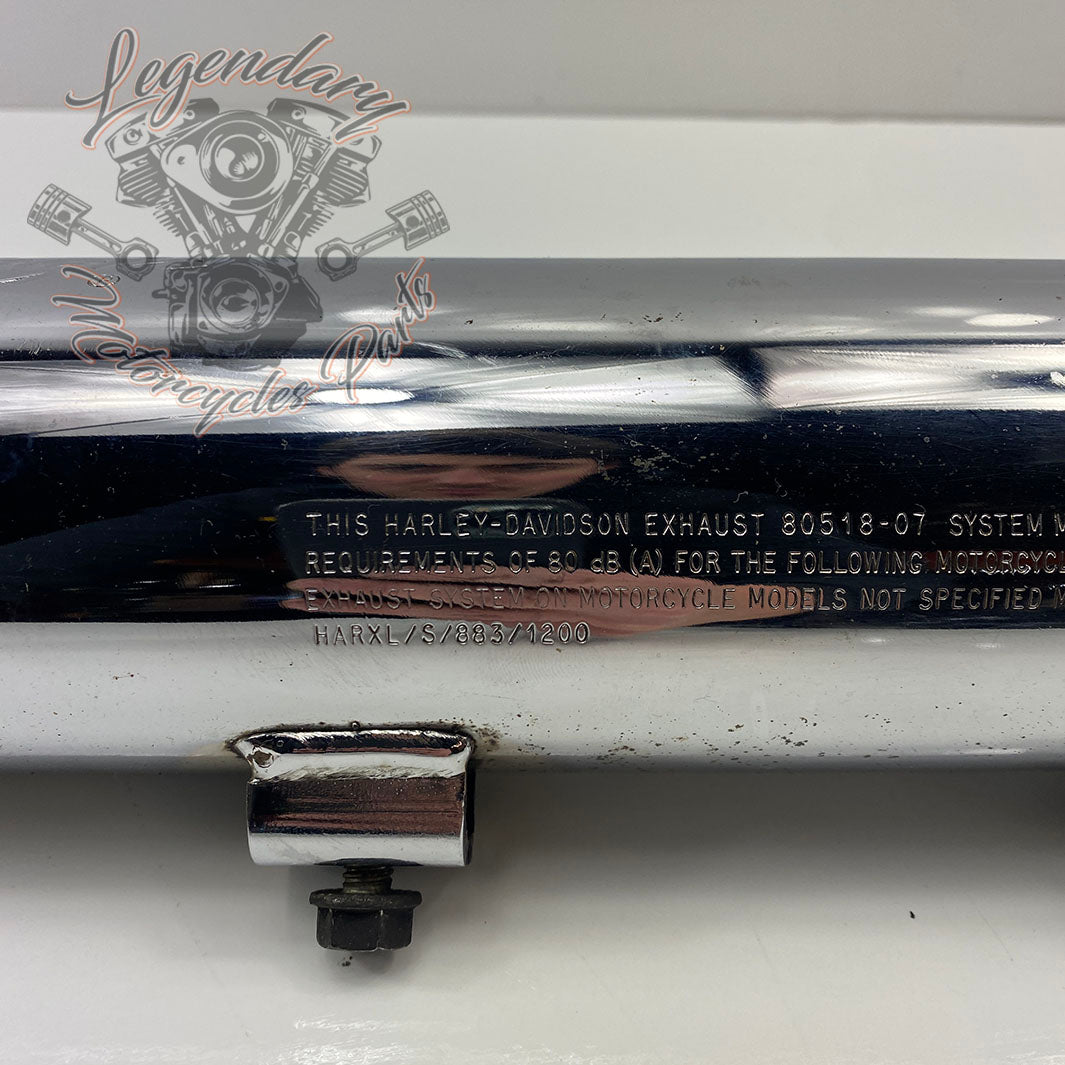 Legendary
Motorcycles Parts
THIS HARLEY-DAVIDSON EXHAUST 80518-07 SYSTEM M
REQUIREMENTS OF 80 dB (A) FOR THE FOLLOWING MOTORCYCL
EXHAUST SYSTEM ON MOTORCYCLE MODELS NOT SPECIFIED M
HARXL/S/883/1200